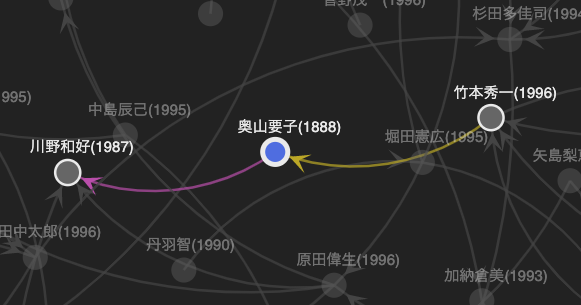 杉田多佳司(1994
竹本秀一(1996)
995)
中島辰己(1995)
奥山要子(1888)
堀田憲広(1995)
川野和好(1987)
矢島梨
田中太郎(1996)
丹羽智(1990)
原田偉生(1996)
加納倉美(1993)